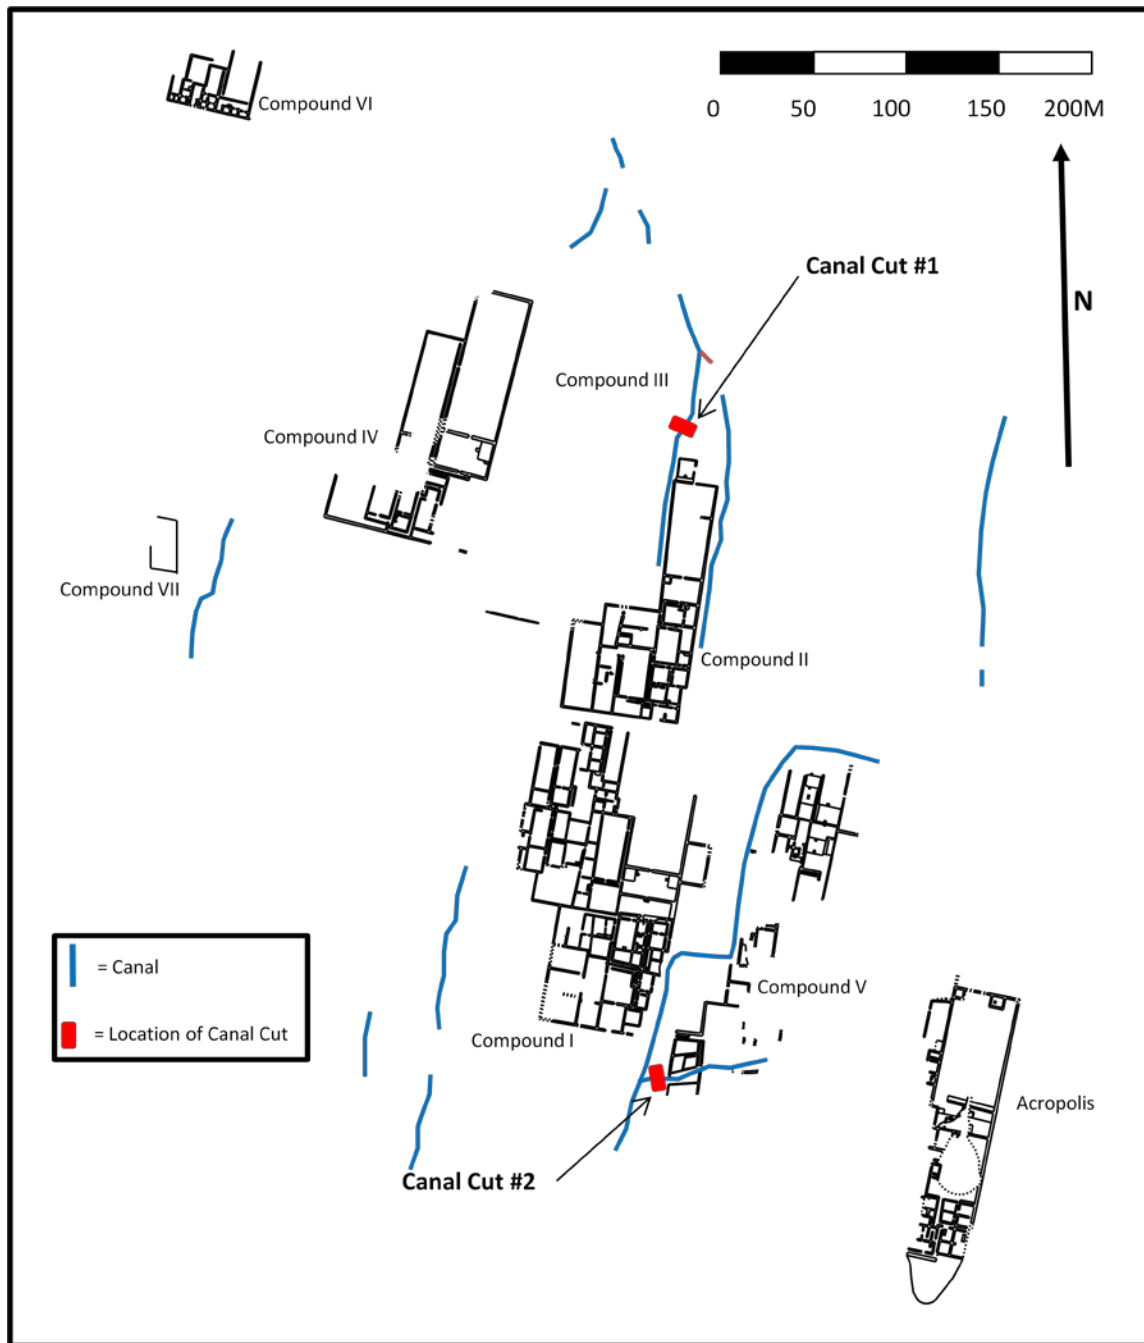 Compound VI
0 50 100 150 200M
N
Canal Cut #1
Compound III
Compound IV
Compound VII
Compound II
= Canal
= Location of Canal Cut
Compound V
Compound I
Acropolis
Canal Cut #2